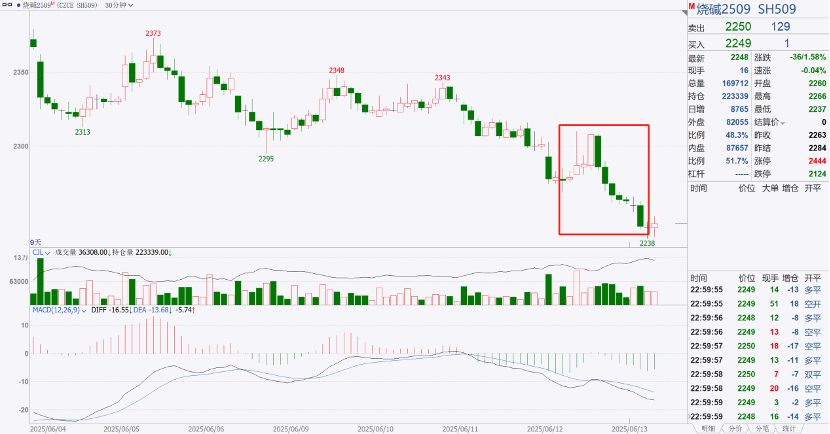 烧碱2509 (CZCE SH509) 30分钟
M 烧碱2509 SH509
卖出 2250 129
买入 2249 1
最新 2248 涨跌 -36/1.58%
现手 16 速涨 -0.04%
总量 169712 开盘 2260
持仓 223339 最高 2266
日增 8765 最低 2237
外盘 82055 结算价 0
比例 48.3% 昨收 2263
内盘 87657 昨结 2284
比例 51.7% 涨停 2444
杠杆 ----- 跌停 2124
时间 价位 大单 增仓 开平
2373
2348
2343
2350
2313
2300
2295
2238
9天
CJL 成交量 36308.00↓ 持仓量 223339.00↓
13万
63000
MACD(12,26,9) DIFF -16.55↓ DEA -13.68↓ -5.74↑
10
0
-10
-20
2025/06/04 2025/06/05 2025/06/06 2025/06/09 2025/06/10 2025/06/11 2025/06/12 2025/06/13
时间 价位 现手 增仓 开平
22:59:55 2249 14 -13 多平
22:59:55 2249 51 18 空开
22:59:56 2248 12 -8 多平
22:59:56 2249 13 -8 空平
22:59:57 2250 18 -17 空平
22:59:57 2249 13 -11 多平
22:59:58 2250 7 -7 双平
22:59:58 2249 20 -16 空平
22:59:59 2249 3 -2 多平
22:59:59 2248 16 -14 多平
明细 分价 分笔 统计